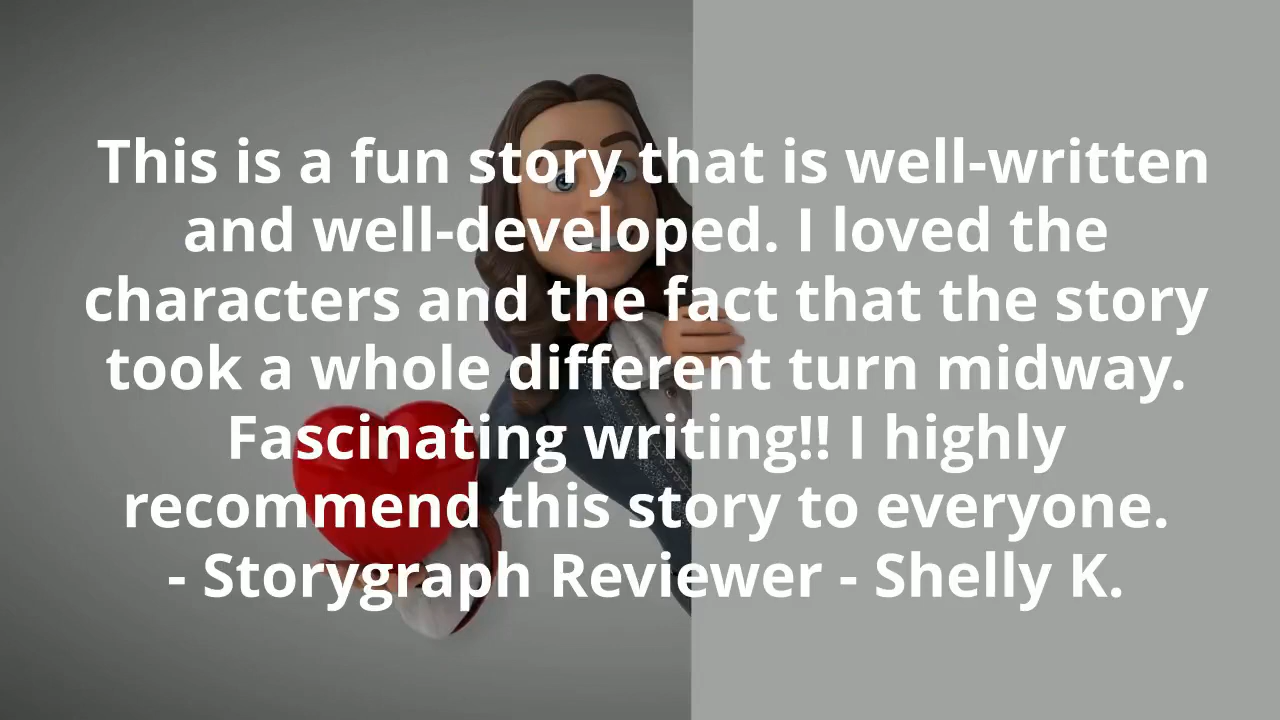 This is a fun story that is well-written
and well-developed. I loved the
characters and the fact that the story
took a whole different turn midway.
Fascinating writing!! I highly
recommend this story to everyone.
- Storygraph Reviewer - Shelly K.